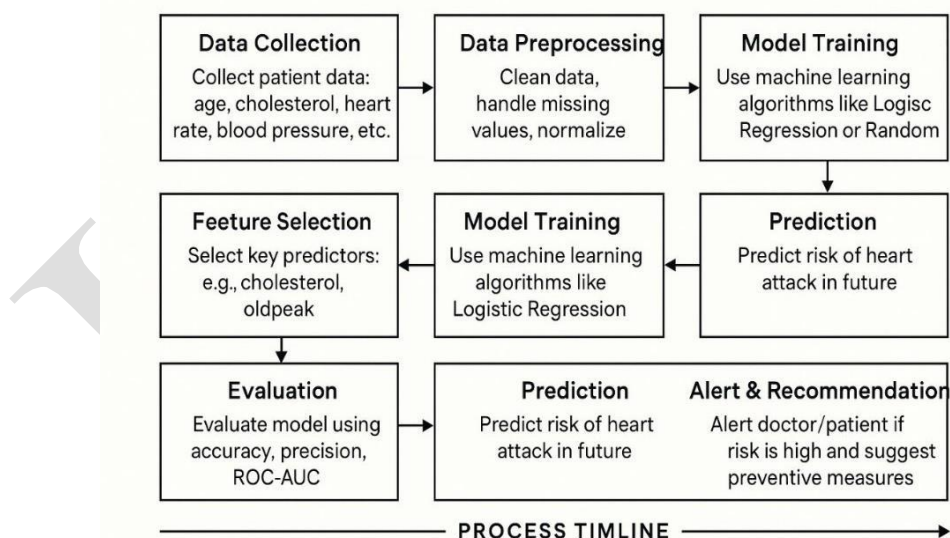 Data Collection
Collect patient data:
age, cholesterol, heart
rate, blood pressure, etc.
Data Preprocessing
Clean data,
handle missing
values, normalize
Model Training
Use machine learning
algorithms like Logisc
Regression or Random
Prediction
Predict risk of heart
attack in future
Model Training
Use machine learning
algorithms like
Logistic Regression
Feeture Selection
Select key predictors:
e.g., cholesterol,
oldpeak
Evaluation
Evaluate model using
accuracy, precision,
ROC-AUC
Prediction
Predict risk of heart
attack in future
Alert & Recommendation
Alert doctor/patient if
risk is high and suggest
preventive measures
PROCESS TIMLINE